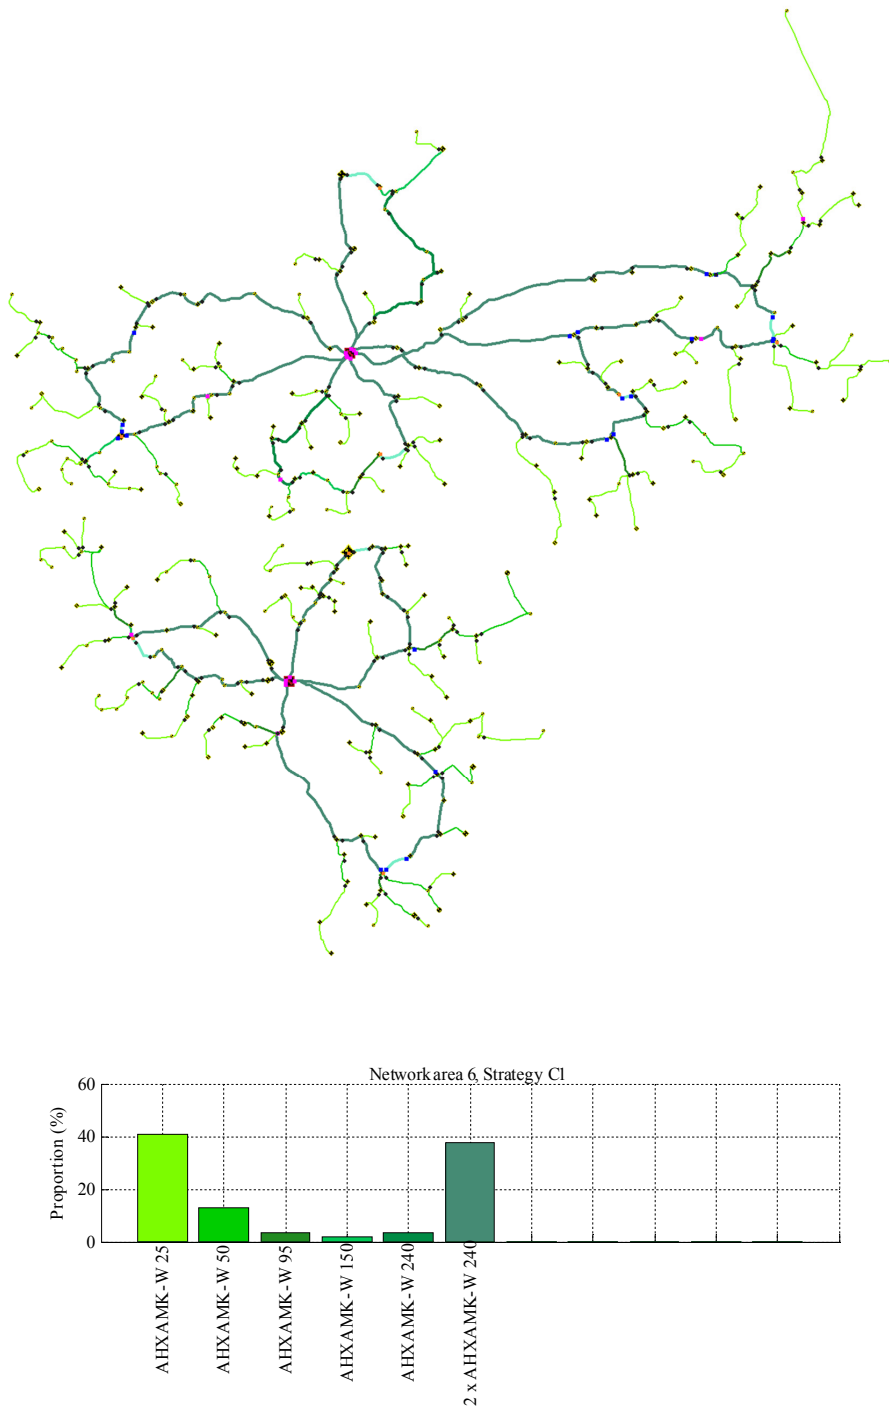 Network area 6, Strategy C1
Proportion (%)
60
40
20
0
AHXAMK-W 25
AHXAMK-W 50
AHXAMK-W 95
AHXAMK-W 150
AHXAMK-W 240
2 x AHXAMK-W 240